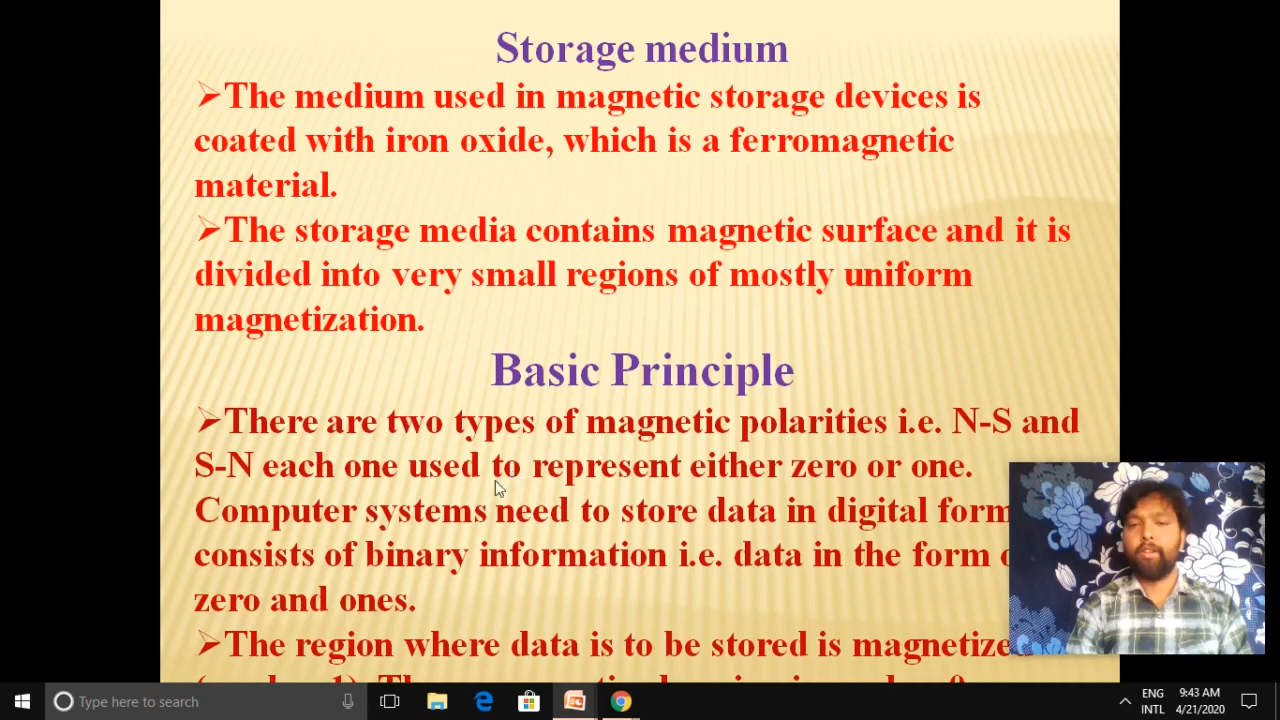 Storage medium
➢The medium used in magnetic storage devices is
coated with iron oxide, which is a ferromagnetic
material.
➢The storage media contains magnetic surface and it is
divided into very small regions of mostly uniform
magnetization.
Basic Principle
➢There are two types of magnetic polarities i.e. N-S and
S-N each one used to represent either zero or one.
Computer systems need to store data in digital form
consists of binary information i.e. data in the form
zero and ones.
➢The region where data is to be stored is magnetize
Type here to search
ENG
INTL
9:43 AM
4/21/2020